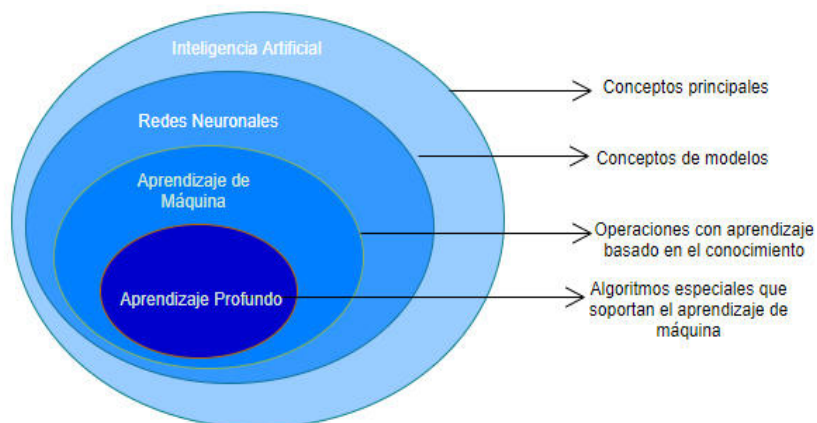 Inteligencia Artificial
Redes Neuronales
Aprendizaje de
Máquina
Aprendizaje Profundo
Conceptos principales
Conceptos de modelos
Operaciones con aprendizaje
basado en el conocimiento
Algoritmos especiales que
soportan el aprendizaje de
máquina